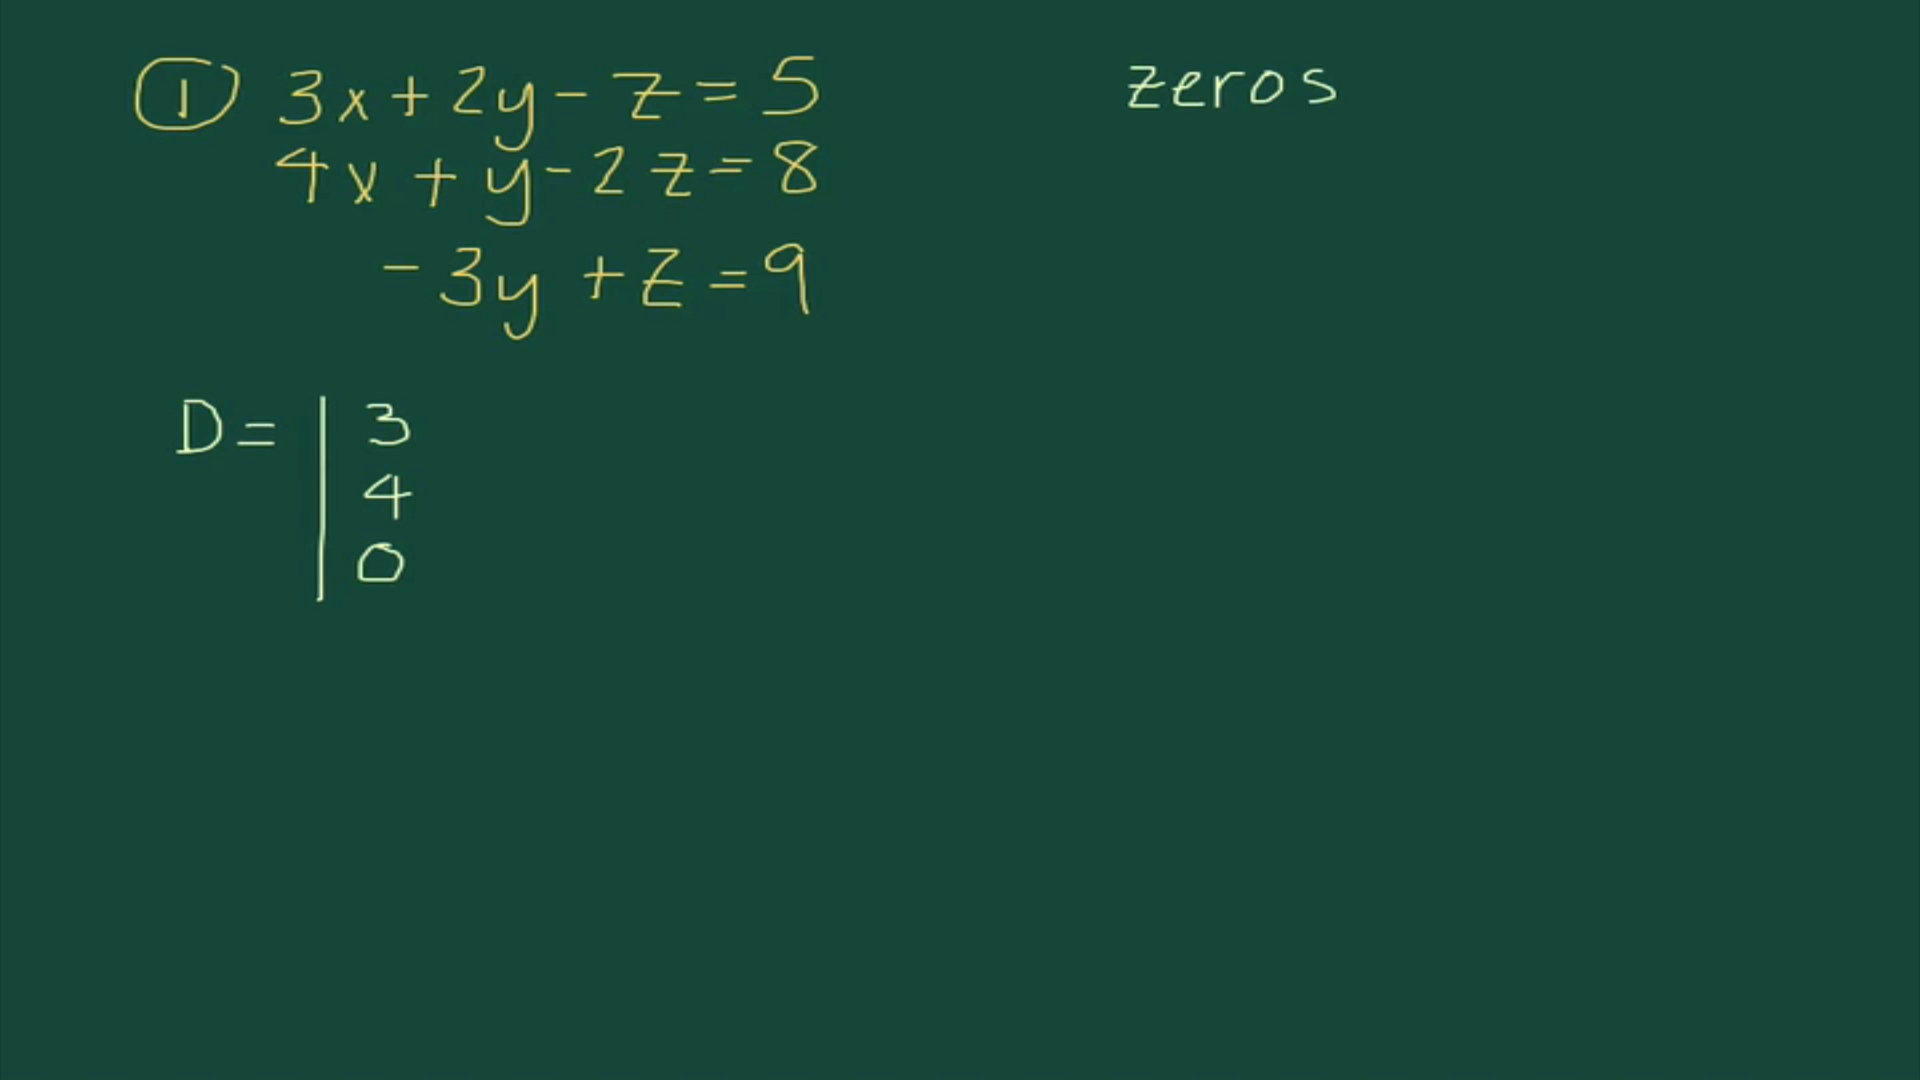 ① 3x + 2y - z = 5
4x + y - 2z = 8
- 3y + z = 9
zeros
D = | 3
4
0